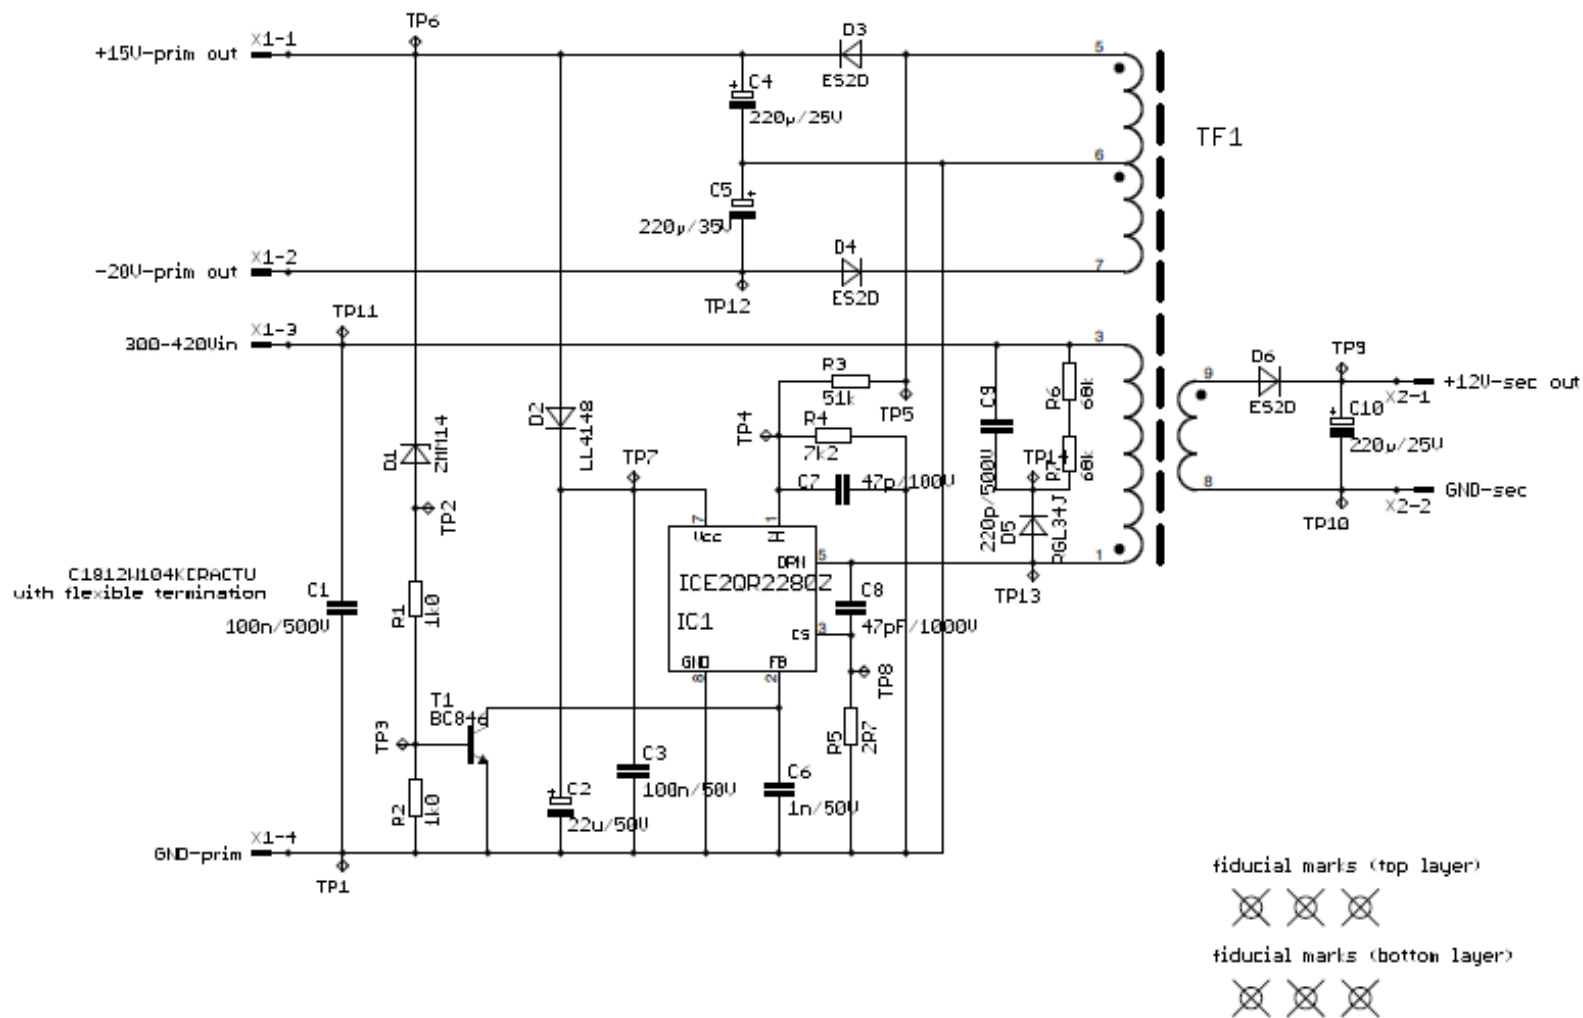 TP6
+15V-prim out X1-1
D3
ES2D
5
C4
+
220µ/25V
TF1
6
C5
+
220µ/35V
D4
ES2D
-20V-prim out X1-2
7
TP12
TP11
300-420Vin X1-3
3
R3
51k
TP5
TP4
R4
7k2
C7
47p/100V
C9
220p/500V
R6
68k
R7
68k
TP14
D5
RGL34J
9
D6
ES2D
TP9
+12V-sec out
X2-1
+
C10
220µ/25V
8
GND-sec
X2-2
TP10
D1
ZMM14
D2
LL4148
TP7
TP2
7
Vcc
1
DRN
5
ICE2QR2280Z
IC1
CS
3
GND
8
FB
2
1
TP13
C8
47pF/1000V
TP8
R5
2R7
C1812W104KCRACTU
with flexible termination
C1
100n/500V
R1
1k0
T1
BC846
TP3
R2
1k0
C2
+
22u/50V
C3
100n/50V
C6
1n/50V
GND-prim X1-4
TP1
fiducial marks (top layer)
fiducial marks (bottom layer)